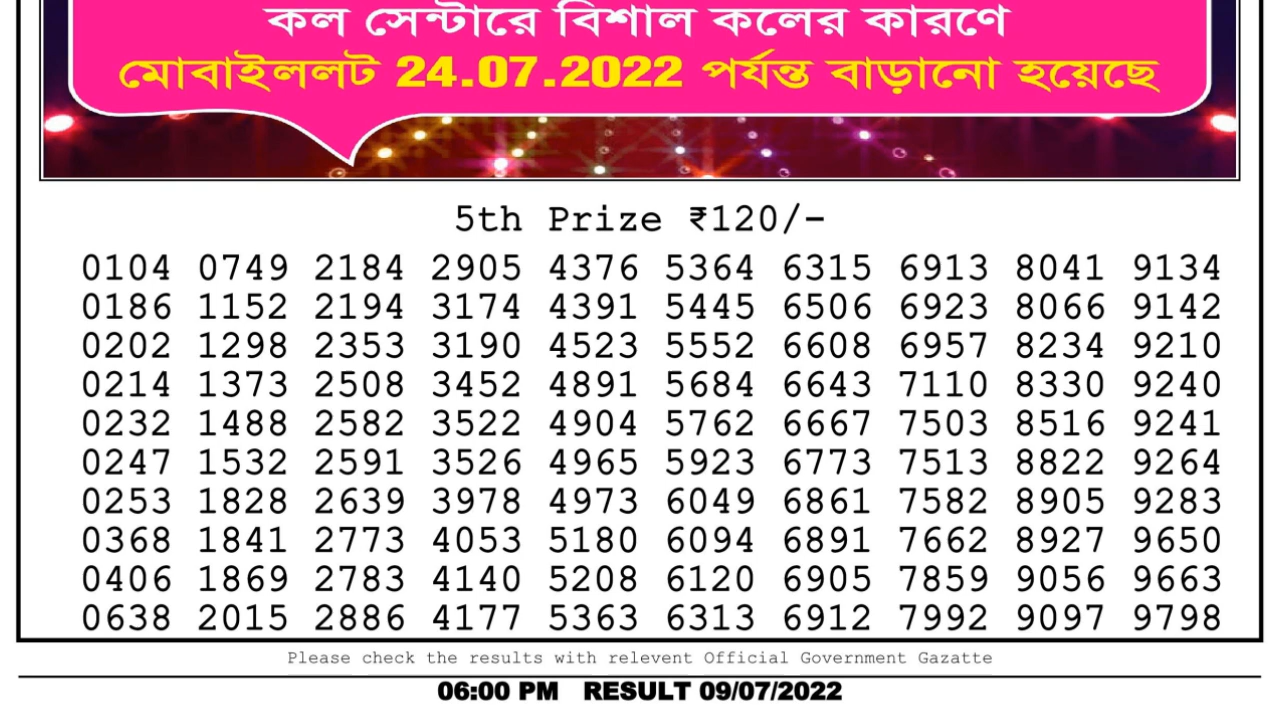 কল সেন্টারে বিশাল কলের কারণে
মোবাইললট 24.07.2022 পর্যন্ত বাড়ানো হয়েছে
5th Prize ₹120/-
0104 0749 2184 2905 4376 5364 6315 6913 8041 9134
0186 1152 2194 3174 4391 5445 6506 6923 8066 9142
0202 1298 2353 3190 4523 5552 6608 6957 8234 9210
0214 1373 2508 3452 4891 5684 6643 7110 8330 9240
0232 1488 2582 3522 4904 5762 6667 7503 8516 9241
0247 1532 2591 3526 4965 5923 6773 7513 8822 9264
0253 1828 2639 3978 4973 6049 6861 7582 8905 9283
0368 1841 2773 4053 5180 6094 6891 7662 8927 9650
0406 1869 2783 4140 5208 6120 6905 7859 9056 9663
0638 2015 2886 4177 5363 6313 6912 7992 9097 9798
Please check the results with relevent Official Government Gazatte
06:00 PM RESULT 09/07/2022